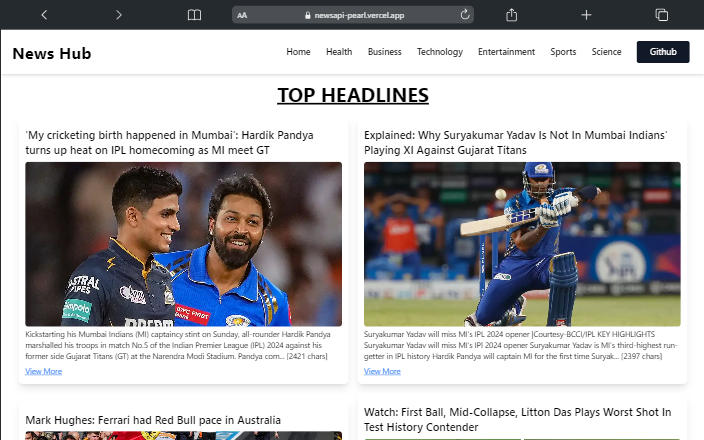 AA newsapi-pearl.vercel.app
News Hub
Home Health Business Technology Entertainment Sports Science Github
TOP HEADLINES
'My cricketing birth happened in Mumbai': Hardik Pandya
turns up heat on IPL homecoming as MI meet GT
ASTRAL
PIPES
ampolo
Kickstarting his Mumbai Indians (MI) captaincy stint on Sunday, all-rounder Hardik Pandya
marshalled his troops in match No.5 of the Indian Premier League (IPL) 2024 against his
former side Gujarat Titans (GT) at the Narendra Modi Stadium. Pandya com... [2421 chars]
View More
Explained: Why Suryakumar Yadav Is Not In Mumbai Indians'
Playing XI Against Gujarat Titans
Suryakumar Yadav will miss MI's IPL 2024 opener |Courtesy-BCCI/IPL KEY HIGHLIGHTS
Suryakumar Yadav will miss MI's IPl 2024 opener Suryakumar Yadav is MI's third-highest run-
getter in IPL history Hardik Pandya will captain MI for the first time Suryak... [2397 chars]
View More
Mark Hughes: Ferrari had Red Bull pace in Australia
Watch: First Ball, Mid-Collapse, Litton Das Plays Worst Shot In
Test History Contender